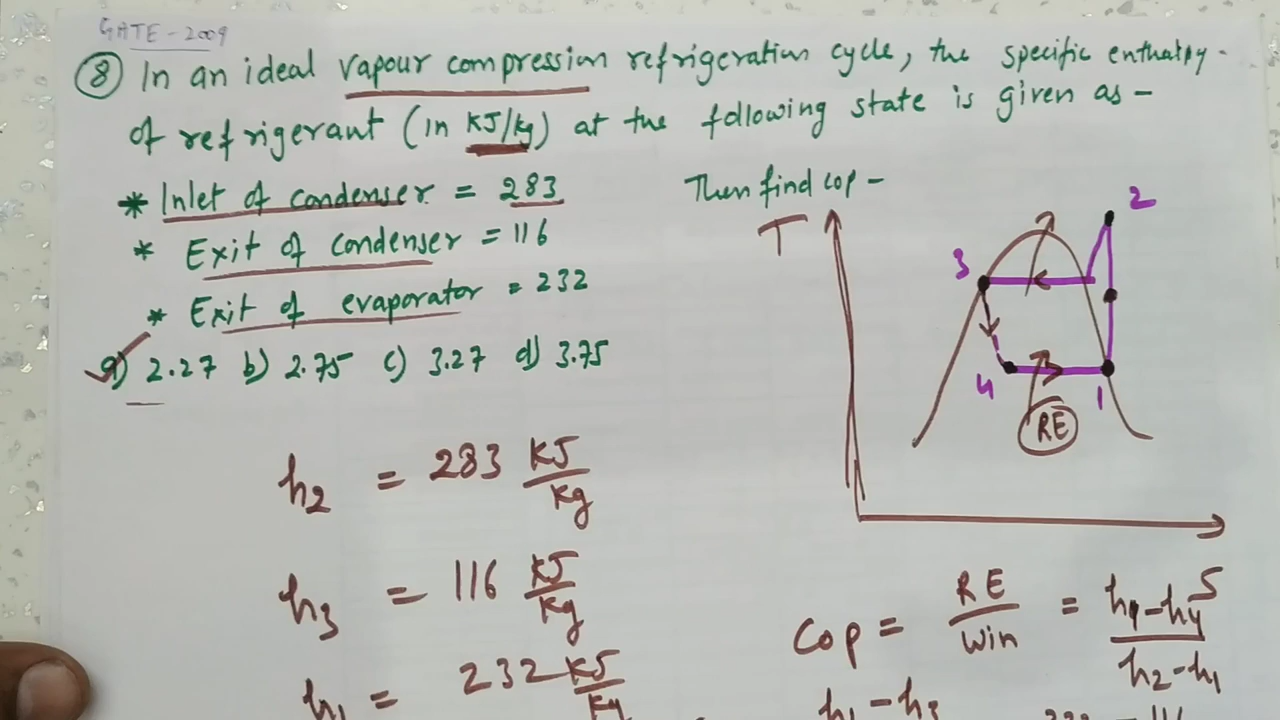 GATE - 2009
⑧ In an ideal vapour compression refrigeration cycle, the specific enthalpy -
of refrigerant (in KJ/kg) at the following state is given as -
* Inlet of condenser = 283
Then find cop -
* Exit of condenser = 116
* Exit of evaporator = 232
a) 2.27 b) 2.75 c) 3.27 d) 3.75
T
2
3
4
1
RE
S
h2 = 283 KJ/kg
h3 = 116 KJ/kg
h1 = 232 KJ/kg
Cop = RE/Win = h1-h4/h2-h1
h1 - h3